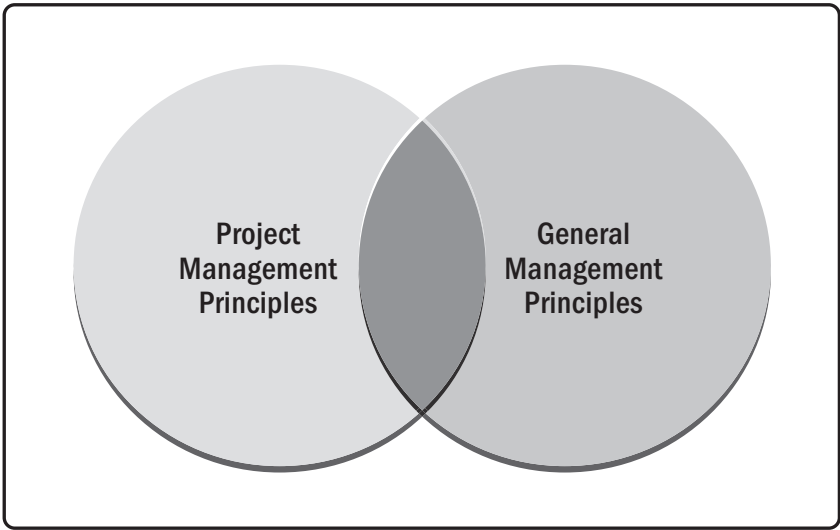 Project
Management
Principles
General
Management
Principles